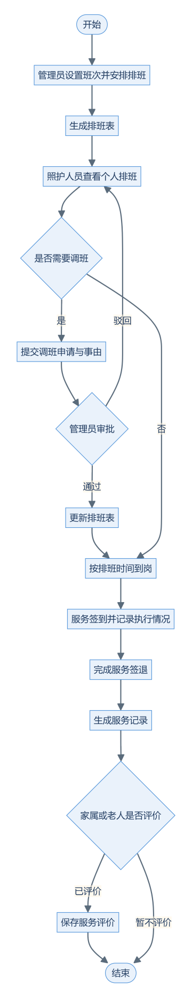 开始
管理员设置班次并安排排班
生成排班表
照护人员查看个人排班
是否需要调班
是
驳回
提交调班申请与事由
管理员审批
否
通过
更新排班表
按排班时间到岗
服务签到并记录执行情况
完成服务签退
生成服务记录
家属或老人是否评价
已评价
保存服务评价
暂不评价
结束